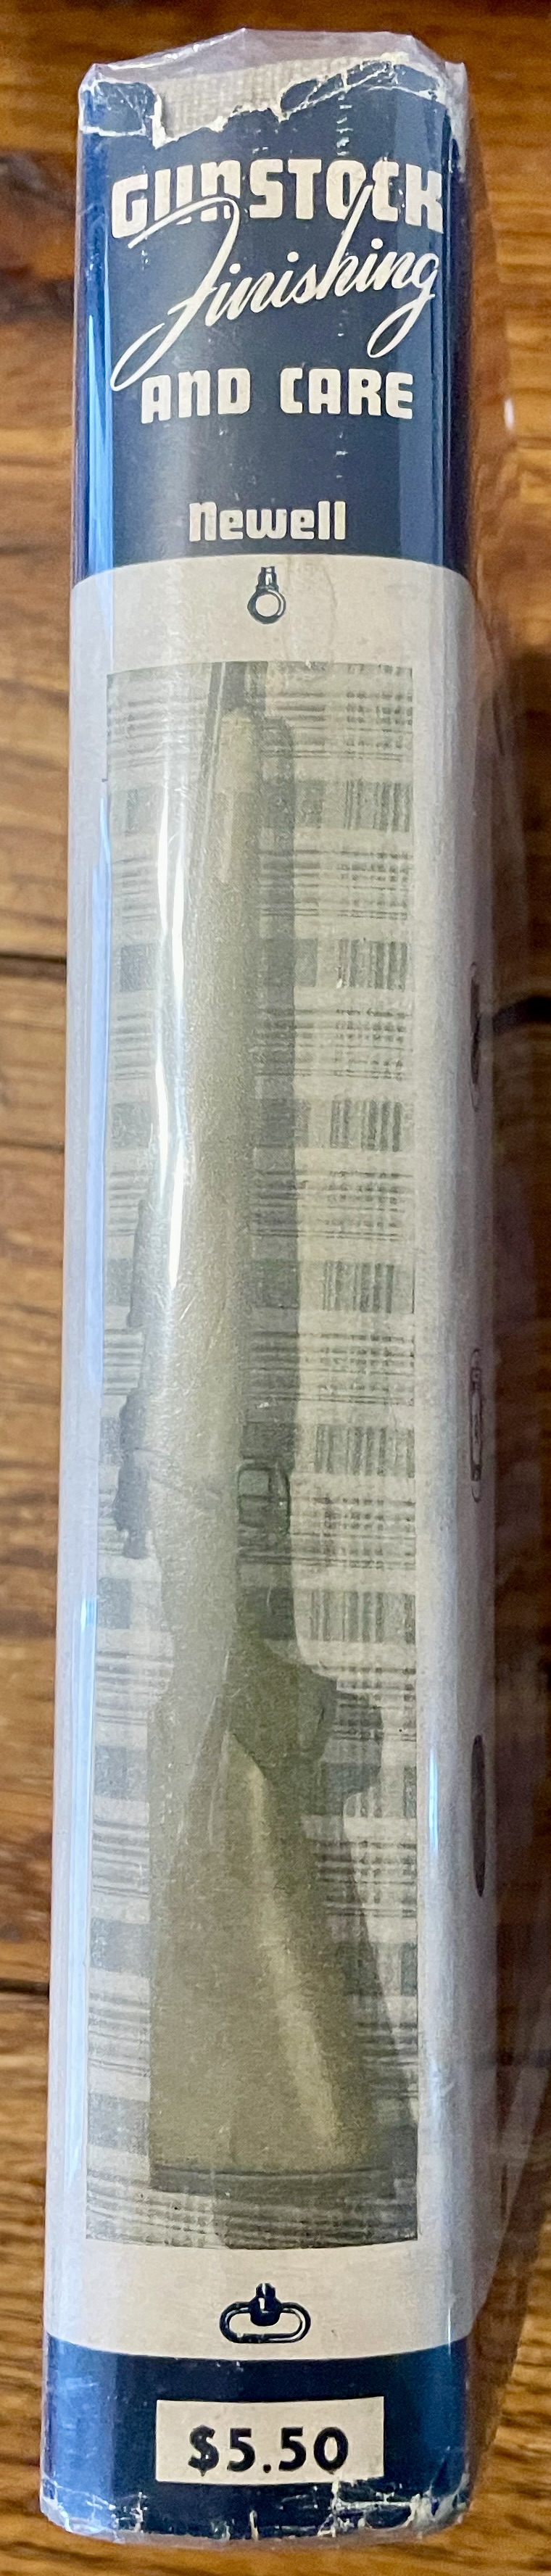 GUNSTOCK
Finishing
AND CARE
Newell
$5.50